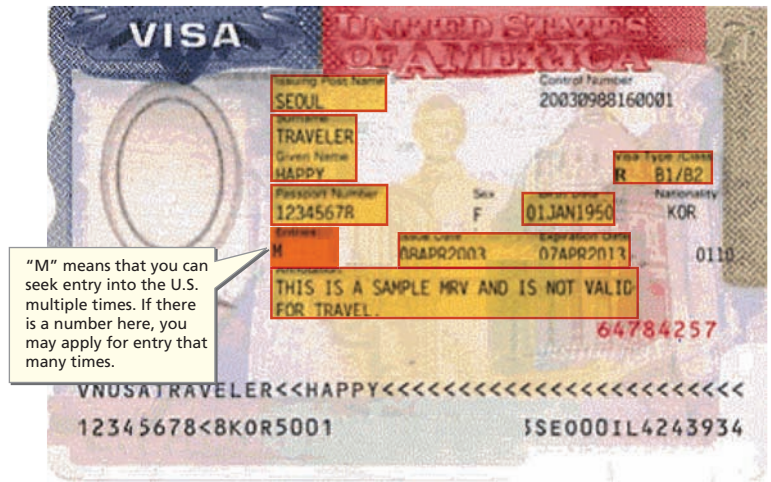 VISA
UNITED STATES
OF AMERICA
Issuing Post Name
Control Number
SEOUL
20030988160001
Surname
TRAVELER
Given Name
Visa Type /Class
HAPPY
R B1/B2
Passport Number
Sex
Birth Date
Nationality
12345678
F
01JAN1950
KOR
Entries
Issue Date
Expiration Date
M
08APR2003
07APR2013
0110
Annotation
THIS IS A SAMPLE MRV AND IS NOT VALID
FOR TRAVEL.
64784257
"M" means that you can
seek entry into the U.S.
multiple times. If there
is a number here, you
may apply for entry that
many times.
VNUSATRAVELER<<HAPPY<<<<<<<<<<<<<<<<<<<<<<<<
12345678<8KOR5001
SSEO00IL4243934